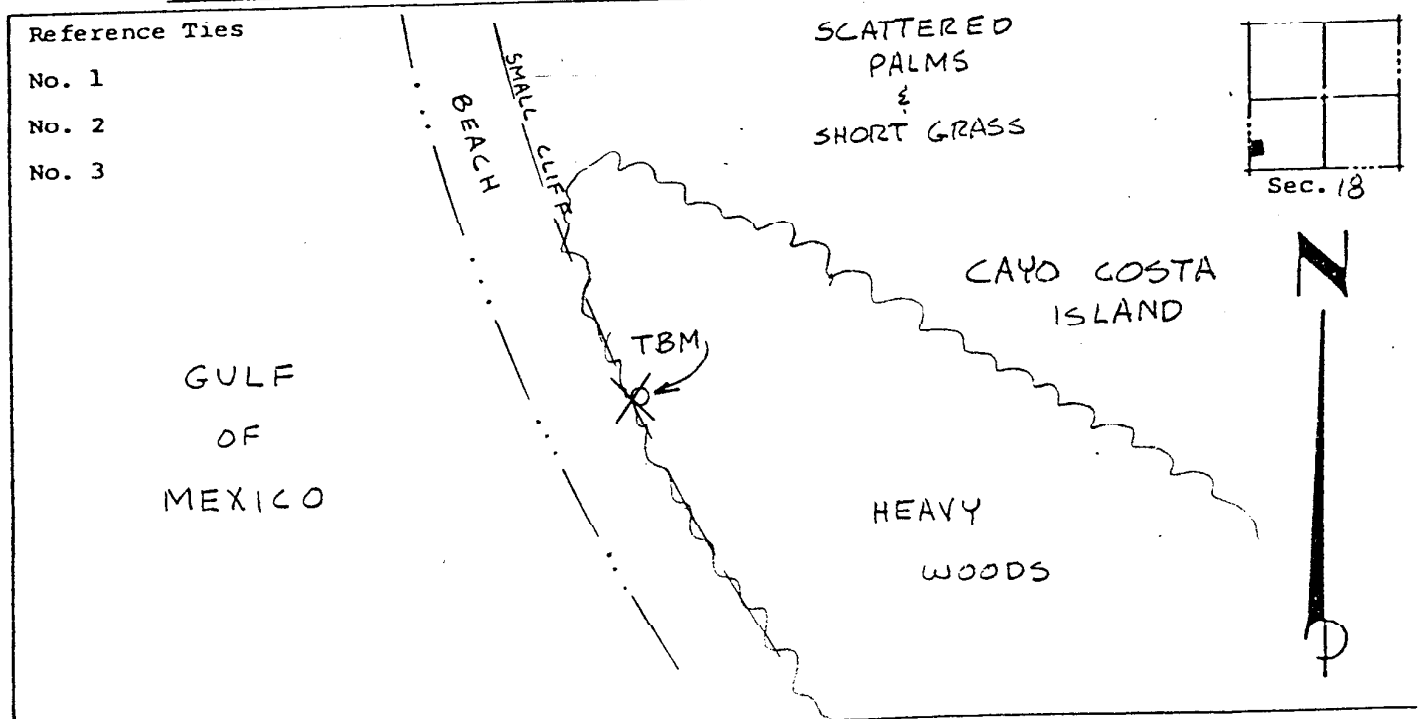 Reference Ties
No. 1
No. 2
No. 3
SCATTERED
PALMS
&
SHORT GRASS
Sec. 18
SMALL CLIFF
BEACH
N
CAYO COSTA
ISLAND
TBM
GULF
OF
MEXICO
HEAVY
WOODS